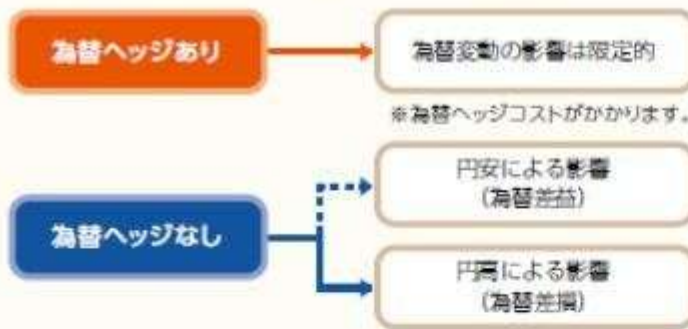 為替ヘッジあり
為替変動の影響は限定的
※為替ヘッジコストがかかります。
為替ヘッジなし
円安による影響
(為替差益)
円高による影響
(為替差損)